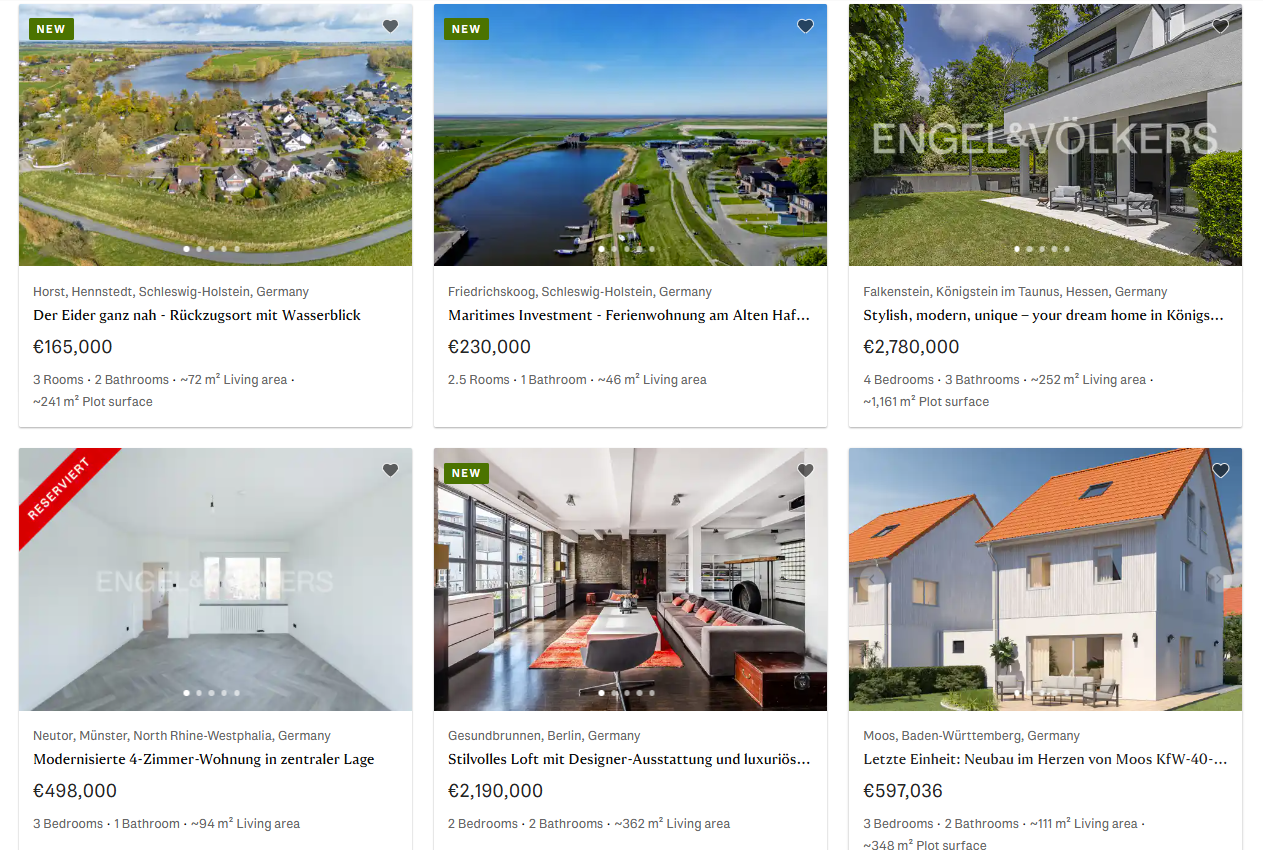 NEW
NEW
ENGEL&VÖLKERS
Horst, Hennstedt, Schleswig-Holstein, Germany
Der Eider ganz nah - Rückzugsort mit Wasserblick
€165,000
3 Rooms · 2 Bathrooms · ~72 m² Living area ·
~241 m² Plot surface
Friedrichskoog, Schleswig-Holstein, Germany
Maritimes Investment - Ferienwohnung am Alten Haf...
€230,000
2.5 Rooms · 1 Bathroom · ~46 m² Living area
Falkenstein, Königstein im Taunus, Hessen, Germany
Stylish, modern, unique – your dream home in Königs...
€2,780,000
4 Bedrooms · 3 Bathrooms · ~252 m² Living area ·
~1,161 m² Plot surface
RESERVIERT
ENGEL&VÖLKERS
NEW
Neutor, Münster, North Rhine-Westphalia, Germany
Modernisierte 4-Zimmer-Wohnung in zentraler Lage
€498,000
3 Bedrooms · 1 Bathroom · ~94 m² Living area
Gesundbrunnen, Berlin, Germany
Stilvolles Loft mit Designer-Ausstattung und luxuriös...
€2,190,000
2 Bedrooms · 2 Bathrooms · ~362 m² Living area
Moos, Baden-Württemberg, Germany
Letzte Einheit: Neubau im Herzen von Moos KfW-40-...
€597,036
3 Bedrooms · 2 Bathrooms · ~111 m² Living area ·
~348 m² Plot surface